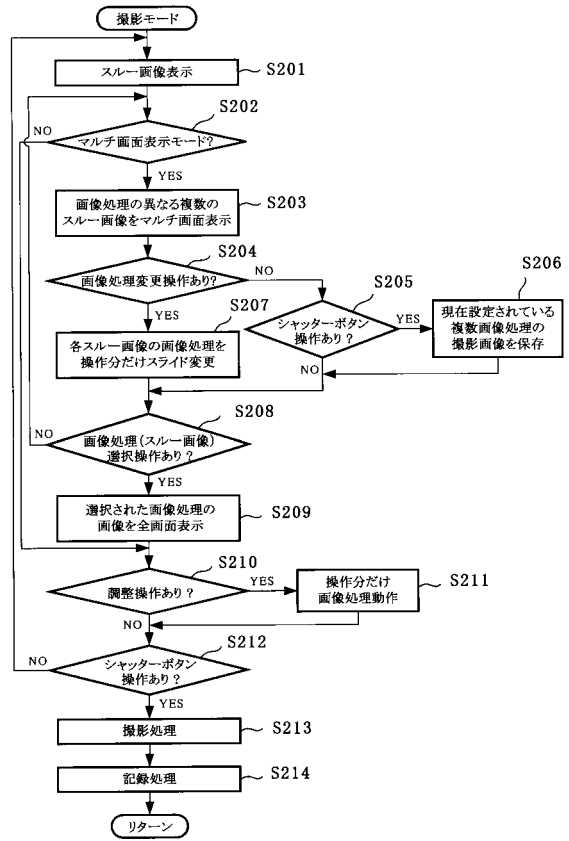 撮影モード
スルー画像表示
S201
S202
NO
マルチ画面表示モード?
YES
画像処理の異なる複数の
スルー画像をマルチ画面表示
S203
S204
画像処理変更操作あり?
NO
YES
S205
シャッターボタン
操作あり?
YES
NO
S206
現在設定されている
複数画像処理の
撮影画像を保存
S207
各スルー画像の画像処理を
操作分だけスライド変更
S208
NO
画像処理(スルー画像)
選択操作あり?
YES
選択された画像処理の
画像を全画面表示
S209
S210
調整操作あり?
YES
NO
操作分だけ
画像処理動作
S211
S212
NO
シャッターボタン
操作あり?
YES
撮影処理
S213
記録処理
S214
リターン